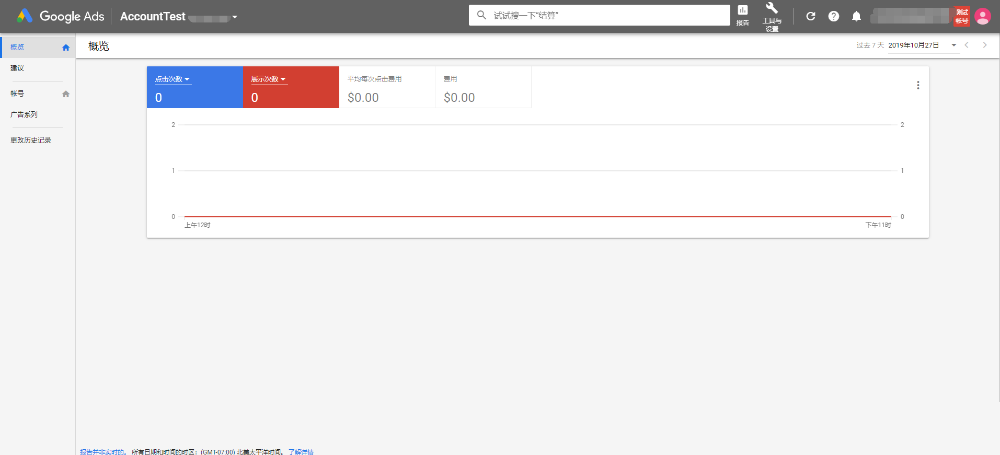 Google Ads
AccountTest
试试搜一下“结算”
报告
工具与
设置
测试
帐号
概览
建议
帐号
广告系列
更改历史记录
概览
过去 7 天 2019年10月27日
点击次数
0
展示次数
0
平均每次点击费用
$0.00
费用
$0.00
2 2
1 1
0 0
上午12时 下午11时
报告并非实时的。 所有日期和时间的时区：(GMT-07:00) 北美太平洋时间。 了解详情